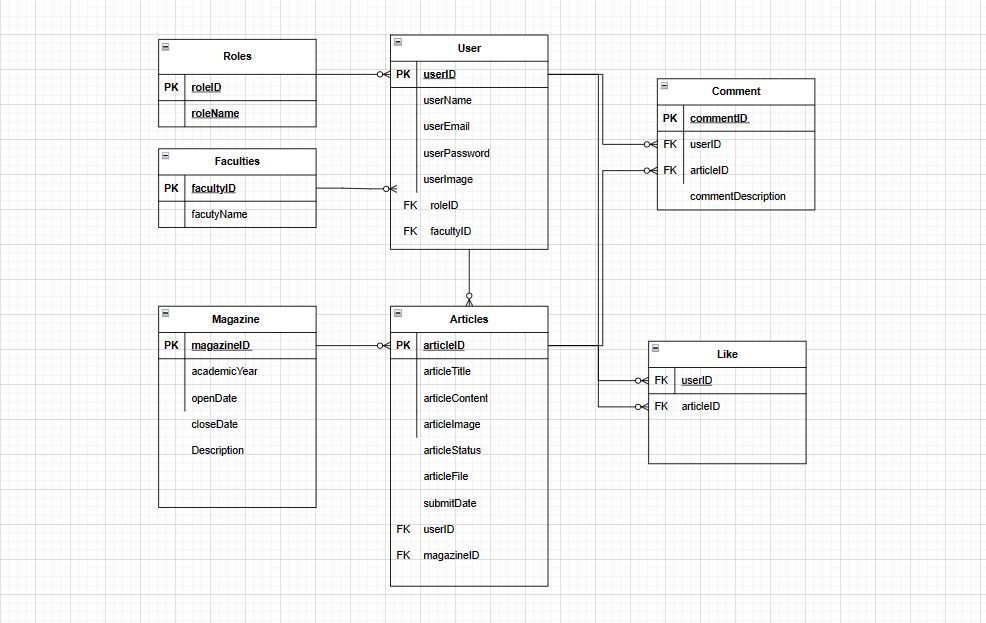 Roles
PK roleID
roleName
Faculties
PK facultyID
facutyName
User
PK userID
userName
userEmail
userPassword
userImage
FK roleID
FK facultyID
Comment
PK commentID
FK userID
FK articleID
commentDescription
Magazine
PK magazineID
academicYear
openDate
closeDate
Description
Articles
PK articleID
articleTitle
articleContent
articleImage
articleStatus
articleFile
submitDate
FK userID
FK magazineID
Like
FK userID
FK articleID